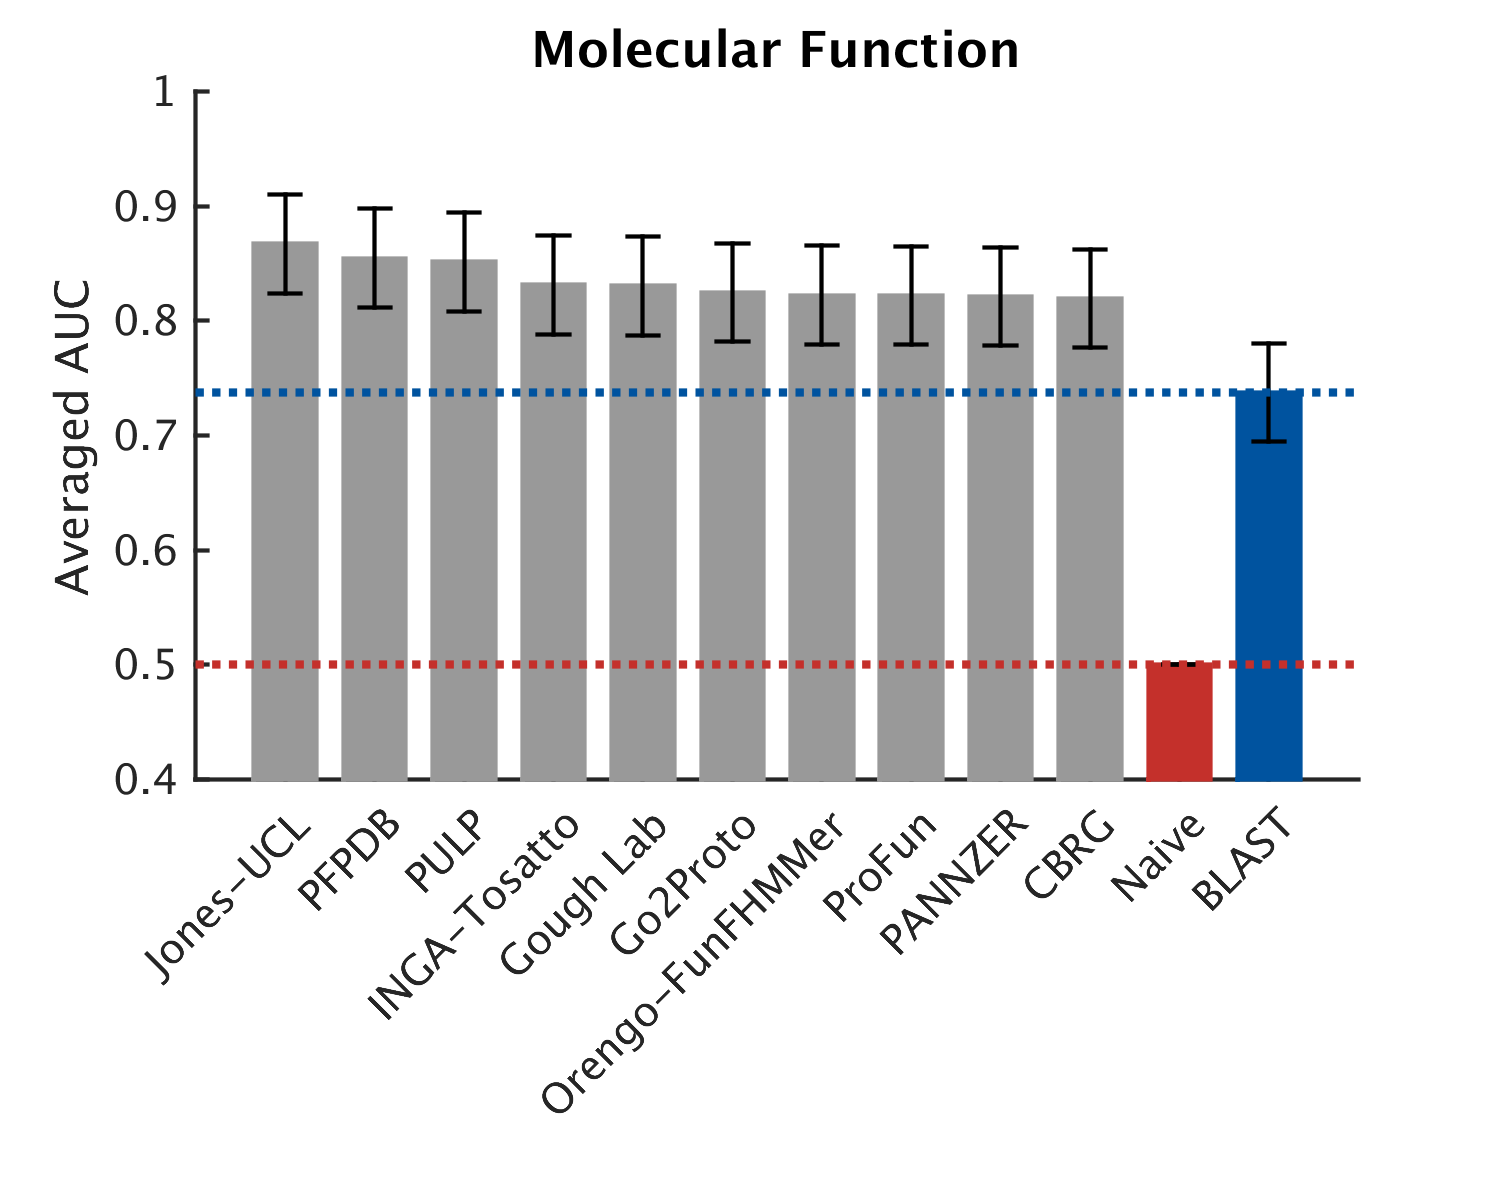 Molecular Function
Averaged AUC
1
0.9
0.8
0.7
0.6
0.5
0.4
Jones−UCL
PFPDB
PULP
INGA−Tosatto
Gough Lab
Go2Proto
Orengo−FunFHMMer
ProFun
PANNZER
CBRG
Naive
BLAST